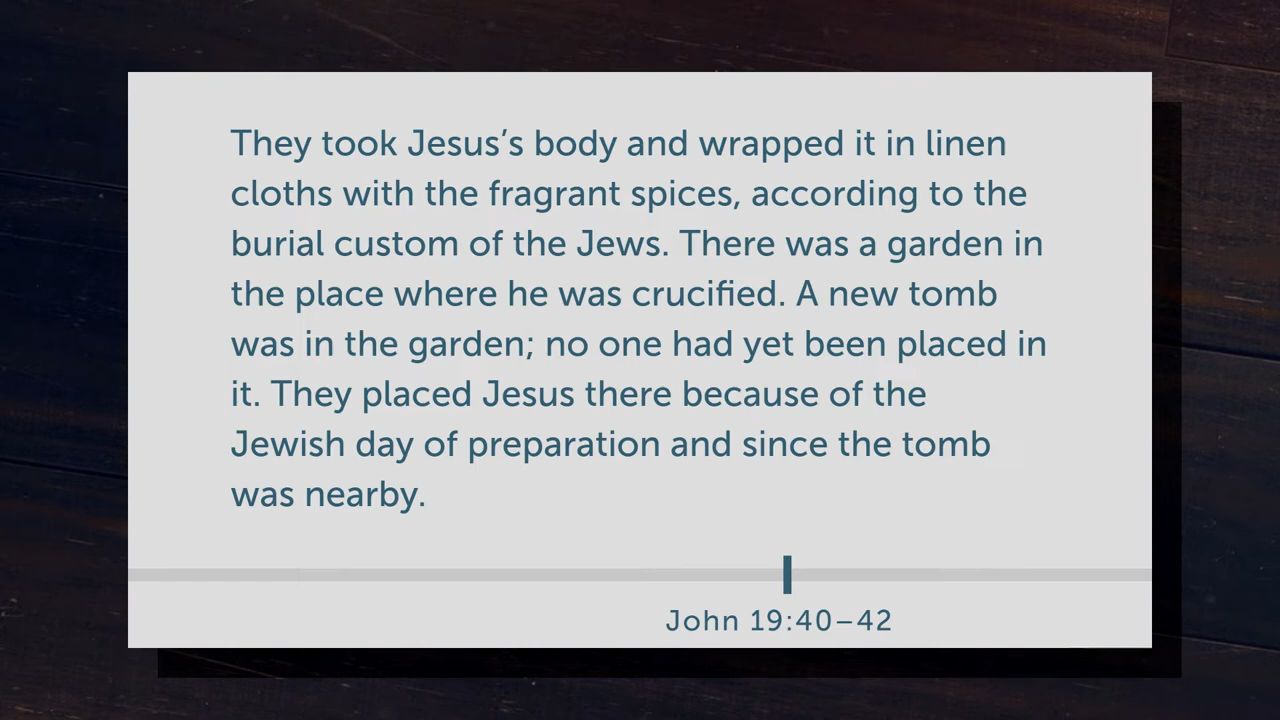 They took Jesus’s body and wrapped it in linen
cloths with the fragrant spices, according to the
burial custom of the Jews. There was a garden in
the place where he was crucified. A new tomb
was in the garden; no one had yet been placed in
it. They placed Jesus there because of the
Jewish day of preparation and since the tomb
was nearby.
John 19:40–42